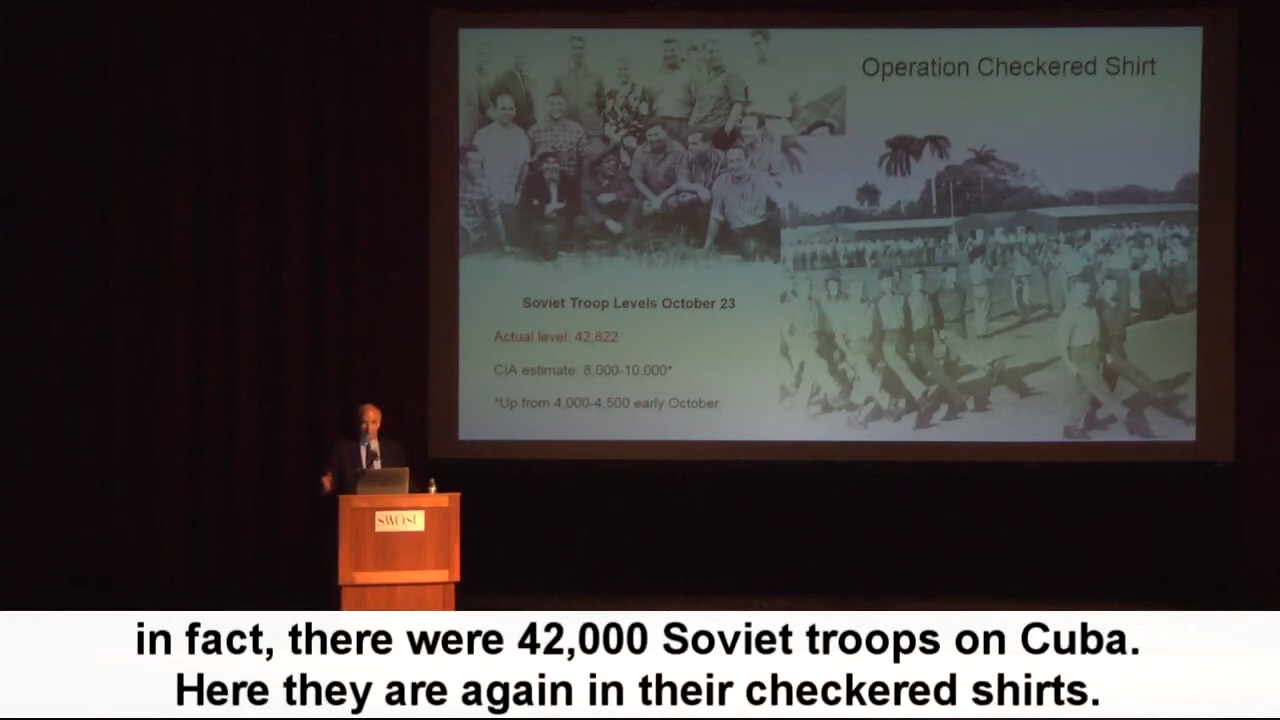 Operation Checkered Shirt
Soviet Troop Levels October 23
Actual level: 42,822
CIA estimate: 8,000-10,000*
*Up from 4,000-4,500 early October
SWOSU
in fact, there were 42,000 Soviet troops on Cuba.
Here they are again in their checkered shirts.